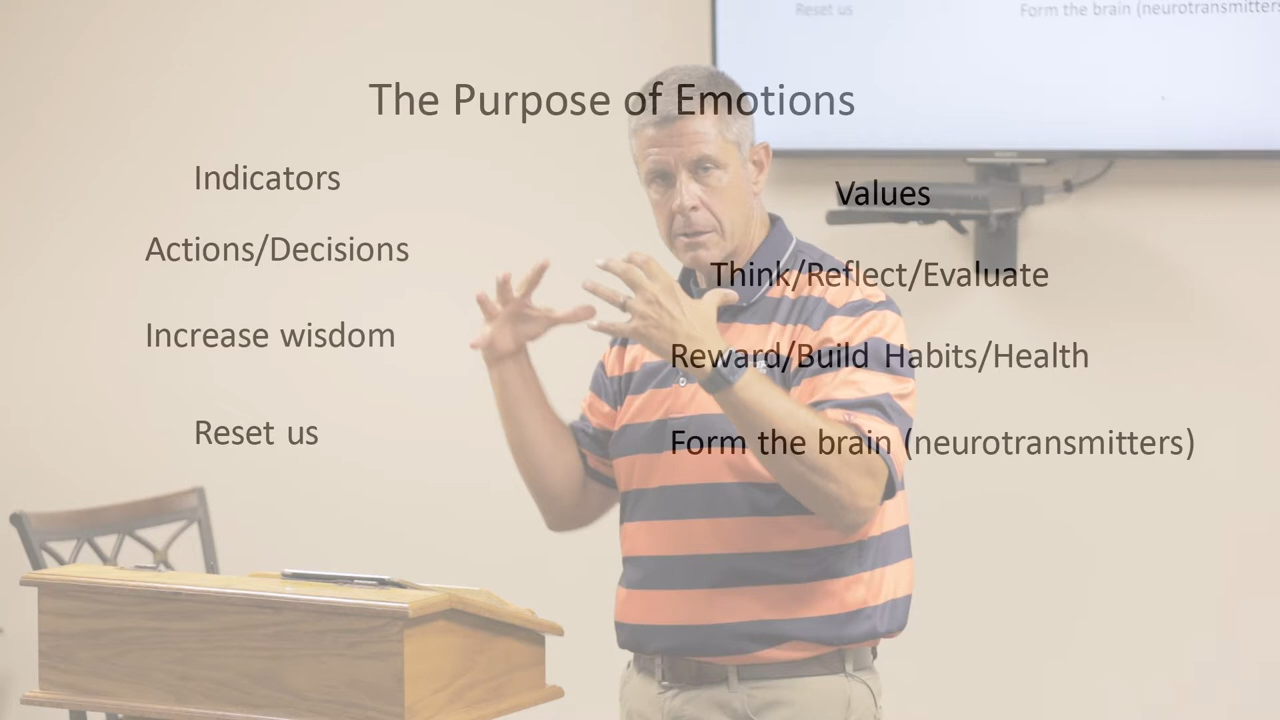 Reset us
Form the brain (neurotransmitters
The Purpose of Emotions
Indicators
Values
Actions/Decisions
Think/Reflect/Evaluate
Increase wisdom
Reward/Build Habits/Health
Reset us
Form the brain (neurotransmitters)